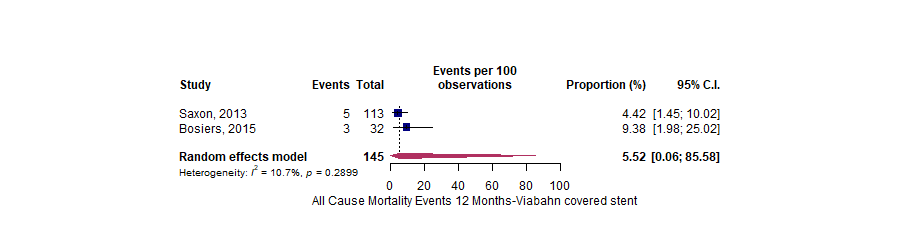 Events per 100
Study Events Total observations Proportion (%) 95% C.I.
Saxon, 2013 5 113 4.42 [1.45; 10.02]
Bosiers, 2015 3 32 9.38 [1.98; 25.02]
Random effects model 145 5.52 [0.06; 85.58]
Heterogeneity: I² = 10.7%, p = 0.2899
0 20 40 60 80 100
All Cause Mortality Events 12 Months-Viabahn covered stent